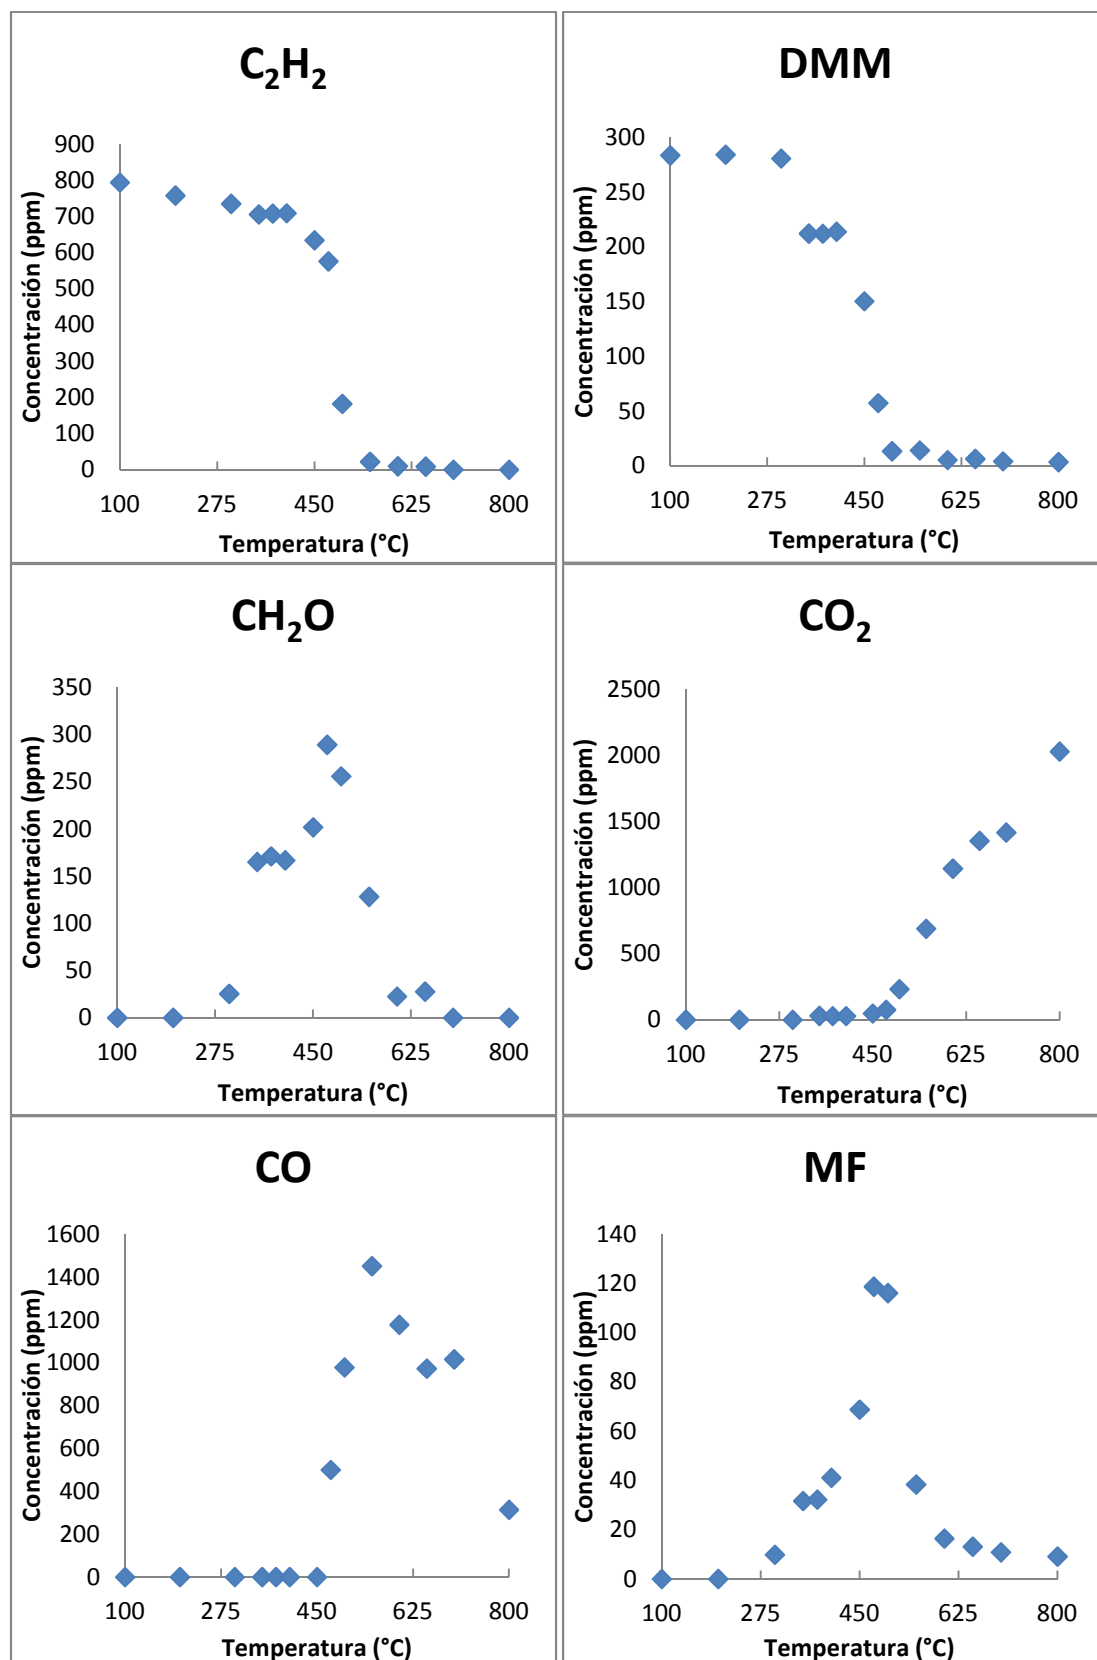 C₂H₂
Concentración (ppm)
900
800
700
600
500
400
300
200
100
0
100 275 450 625 800
Temperatura (°C)
DMM
Concentración (ppm)
300
250
200
150
100
50
0
100 275 450 625 800
Temperatura (°C)
CH₂O
Concentración (ppm)
350
300
250
200
150
100
50
0
100 275 450 625 800
Temperatura (°C)
CO₂
Concentración (ppm)
2500
2000
1500
1000
500
0
100 275 450 625 800
Temperatura (°C)
CO
Concentración (ppm)
1600
1400
1200
1000
800
600
400
200
0
100 275 450 625 800
Temperatura (°C)
MF
Concentración (ppm)
140
120
100
80
60
40
20
0
100 275 450 625 800
Temperatura (°C)